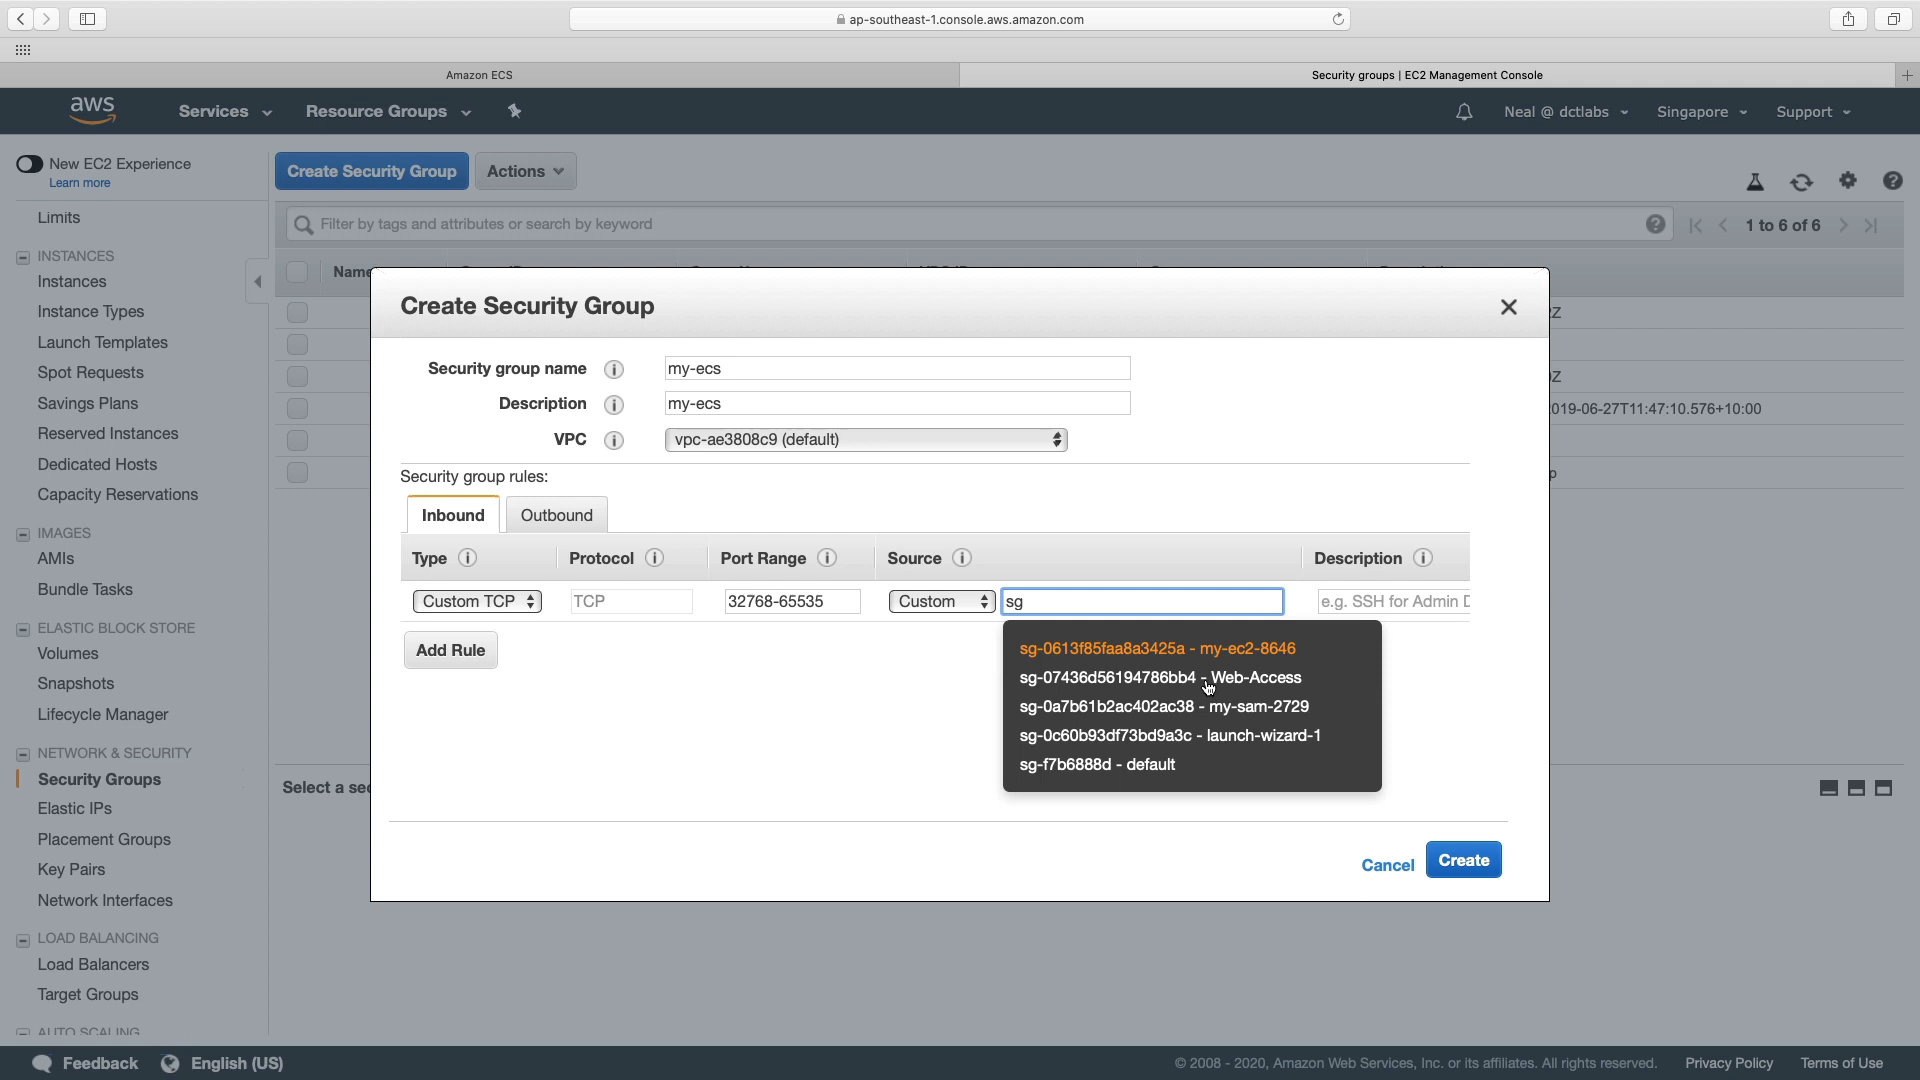 ap-southeast-1.console.aws.amazon.com
Amazon ECS
Security groups | EC2 Management Console
aws
Services
Resource Groups
Neal @ dctlabs
Singapore
Support
New EC2 Experience
Learn more
Create Security Group
Actions
Filter by tags and attributes or search by keyword
1 to 6 of 6
Limits
INSTANCES
Instances
Instance Types
Launch Templates
Spot Requests
Savings Plans
Reserved Instances
Dedicated Hosts
Capacity Reservations
IMAGES
AMIs
Bundle Tasks
ELASTIC BLOCK STORE
Volumes
Snapshots
Lifecycle Manager
NETWORK & SECURITY
Security Groups
Elastic IPs
Placement Groups
Key Pairs
Network Interfaces
LOAD BALANCING
Load Balancers
Target Groups
AUTO SCALING
Name
019-06-27T11:47:10.576+10:00
Select a sec
Create Security Group
Security group name
my-ecs
Description
my-ecs
VPC
vpc-ae3808c9 (default)
Security group rules:
Inbound
Outbound
Type
Protocol
Port Range
Source
Description
Custom TCP
TCP
32768-65535
Custom
sg
e.g. SSH for Admin D
Add Rule
sg-0613f85faa8a3425a - my-ec2-8646
sg-07436d56194786bb4 - Web-Access
sg-0a7b61b2ac402ac38 - my-sam-2729
sg-0c60b93df73bd9a3c - launch-wizard-1
sg-f7b6888d - default
Cancel
Create
Feedback
English (US)
© 2008 - 2020, Amazon Web Services, Inc. or its affiliates. All rights reserved.
Privacy Policy
Terms of Use